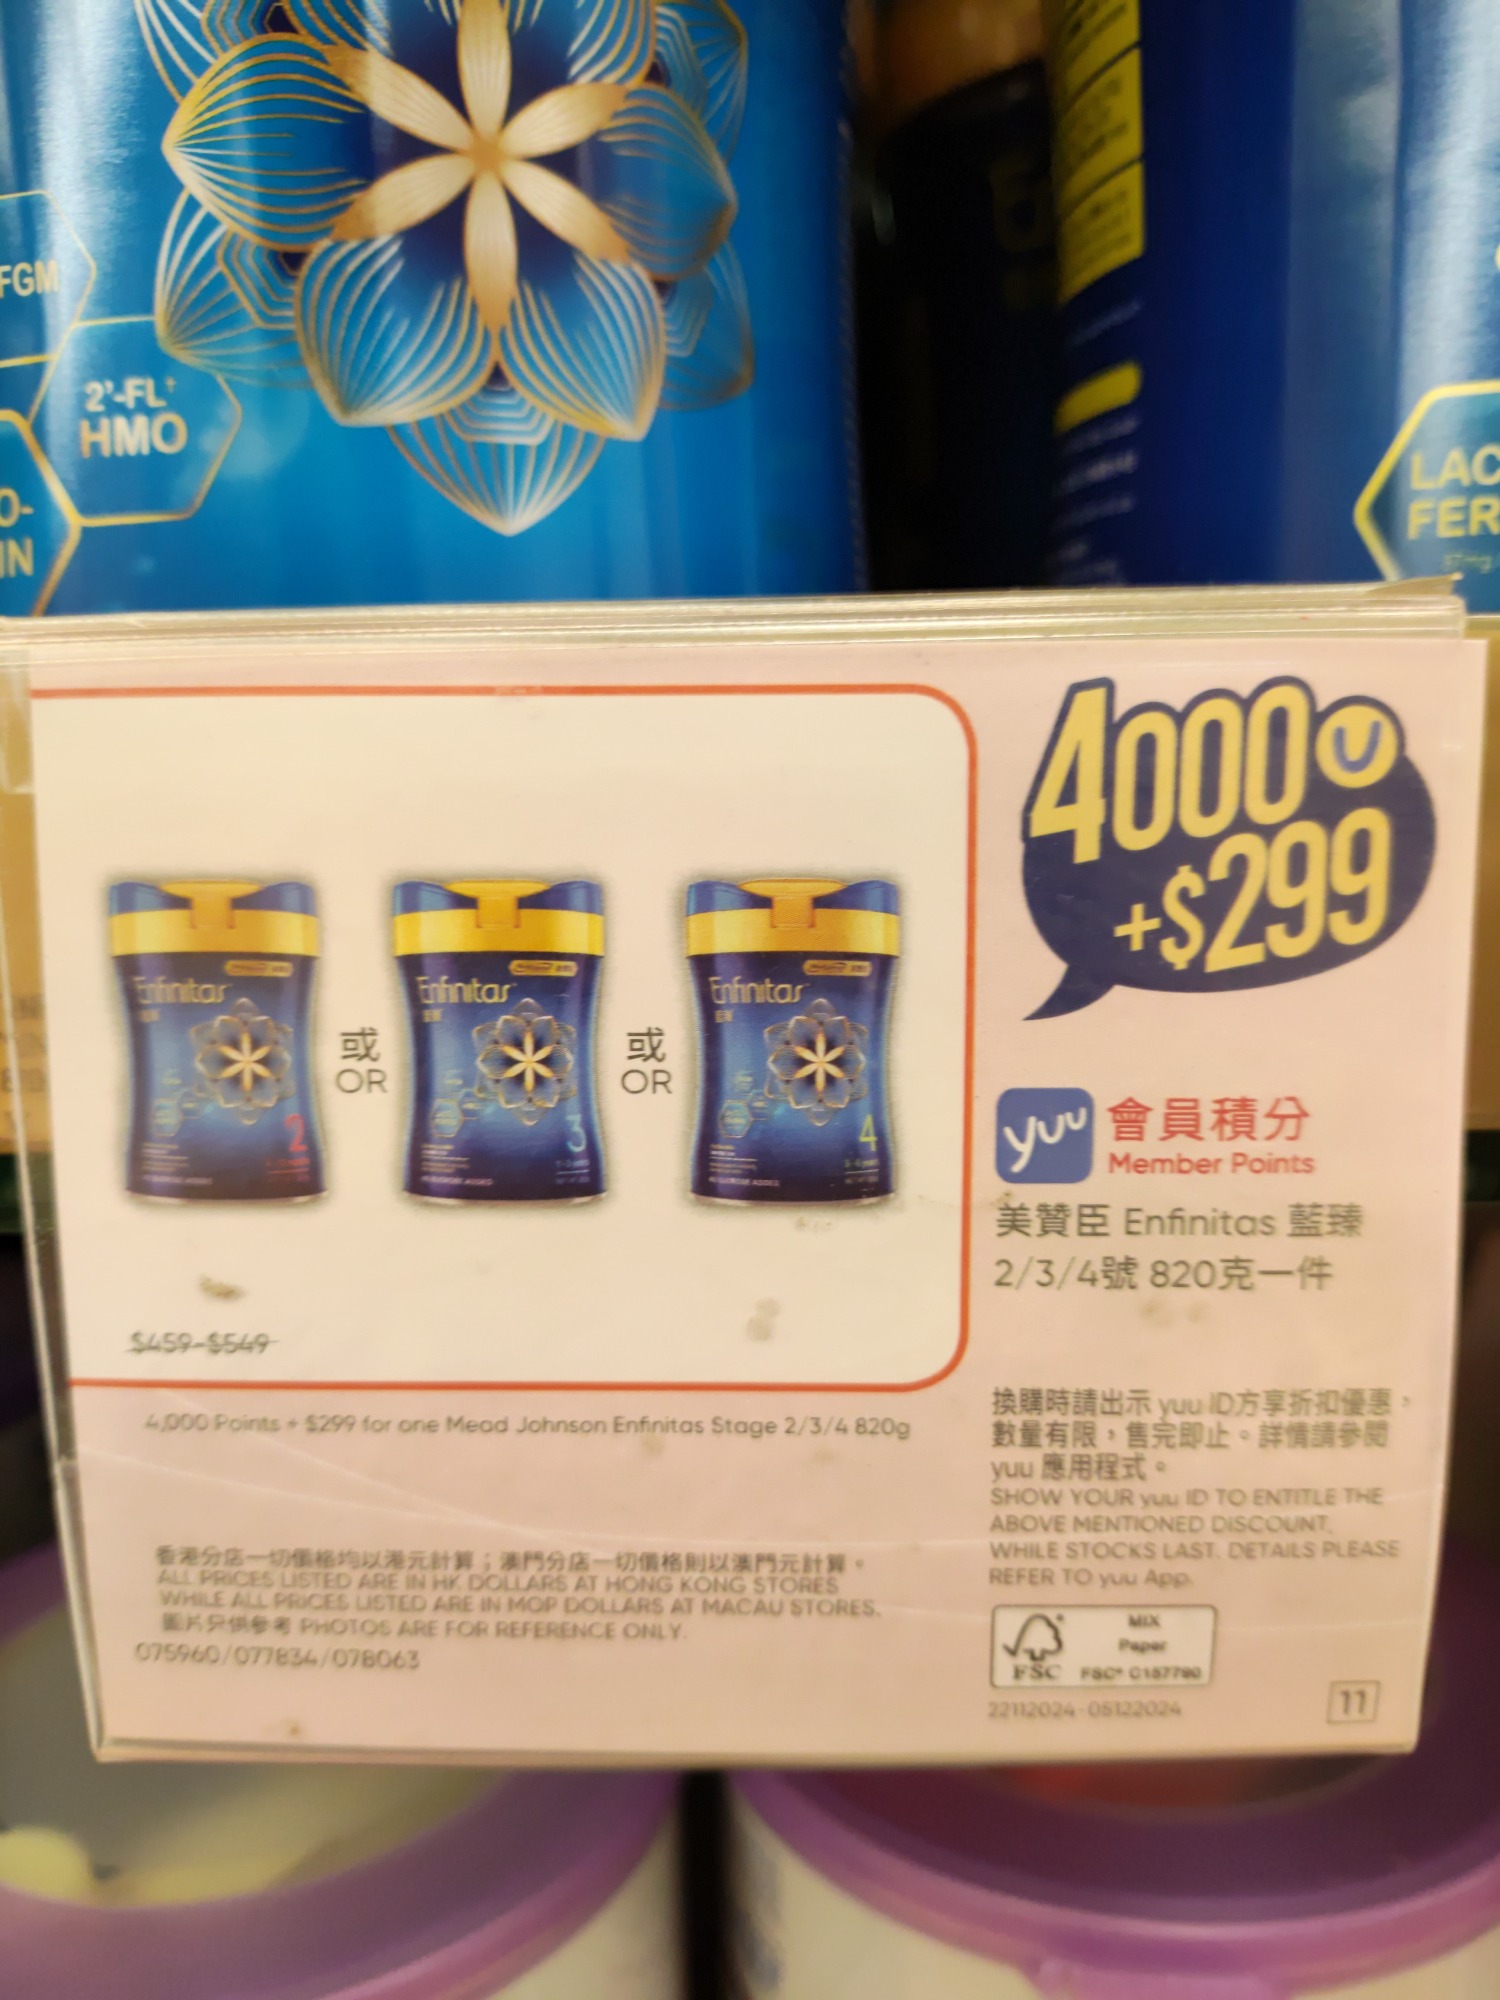 FGM
2'-FL†
HMO
O-
IN
LAC
FER
4000
+$299
Enfinitas
2
或
OR
Enfinitas
3
或
OR
Enfinitas
4
yuu 會員積分
Member Points
美贊臣 Enfinitas 藍臻
2/3/4號 820克一件
$459-$549
4,000 Points + $299 for one Mead Johnson Enfinitas Stage 2/3/4 820g
換購時請出示 yuu ID方享折扣優惠，
數量有限，售完即止。詳情請參閱
yuu 應用程式。
SHOW YOUR yuu ID TO ENTITLE THE
ABOVE MENTIONED DISCOUNT,
WHILE STOCKS LAST. DETAILS PLEASE
REFER TO yuu App.
香港分店一切價格均以港元計算；澳門分店一切價格則以澳門元計算。
ALL PRICES LISTED ARE IN HK DOLLARS AT HONG KONG STORES
WHILE ALL PRICES LISTED ARE IN MOP DOLLARS AT MACAU STORES.
圖片只供參考 PHOTOS ARE FOR REFERENCE ONLY.
075960/077834/078063
MIX
Paper
FSC FSC® C157780
22112024-05122024
11